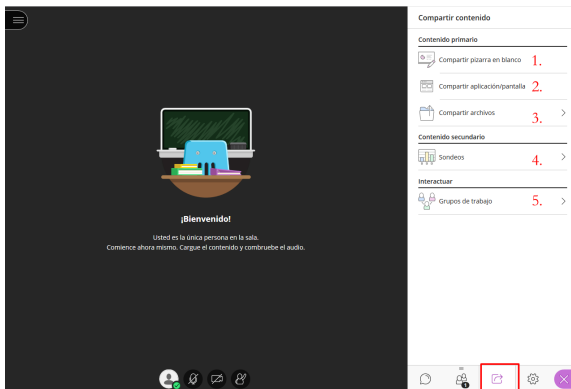 Compartir contenido
Contenido primario
Compartir pizarra en blanco 1.
Compartir aplicación/pantalla 2.
Compartir archivos 3.
Contenido secundario
Sondeos 4.
Interactuar
Grupos de trabajo 5.
¡Bienvenido!
Usted es la única persona en la sala.
Comience ahora mismo. Cargue el contenido y combruebe el audio.
1